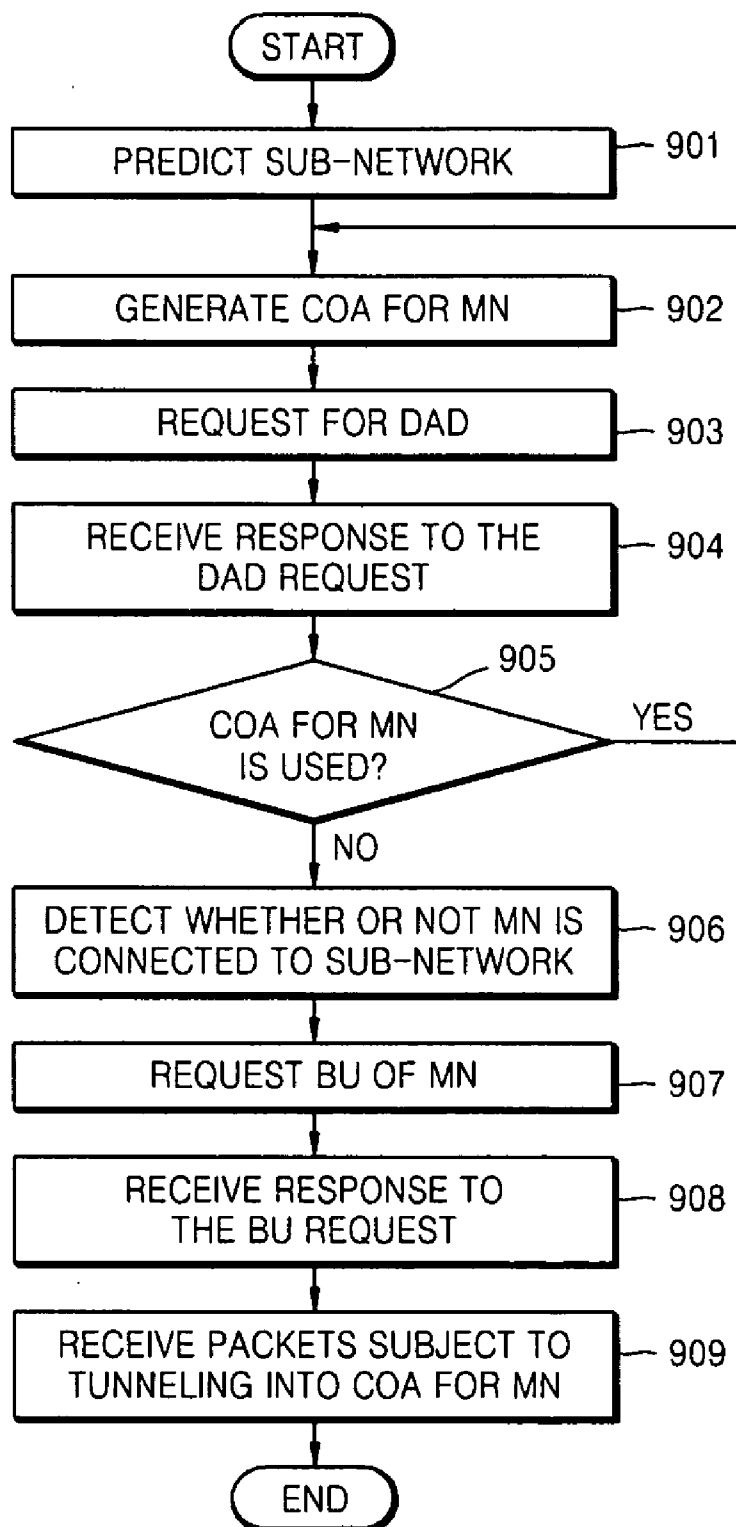 START
PREDICT SUB-NETWORK
901
GENERATE COA FOR MN
902
REQUEST FOR DAD
903
RECEIVE RESPONSE TO THE
DAD REQUEST
904
905
COA FOR MN
IS USED?
YES
NO
DETECT WHETHER OR NOT MN IS
CONNECTED TO SUB-NETWORK
906
REQUEST BU OF MN
907
RECEIVE RESPONSE TO
THE BU REQUEST
908
RECEIVE PACKETS SUBJECT TO
TUNNELING INTO COA FOR MN
909
END